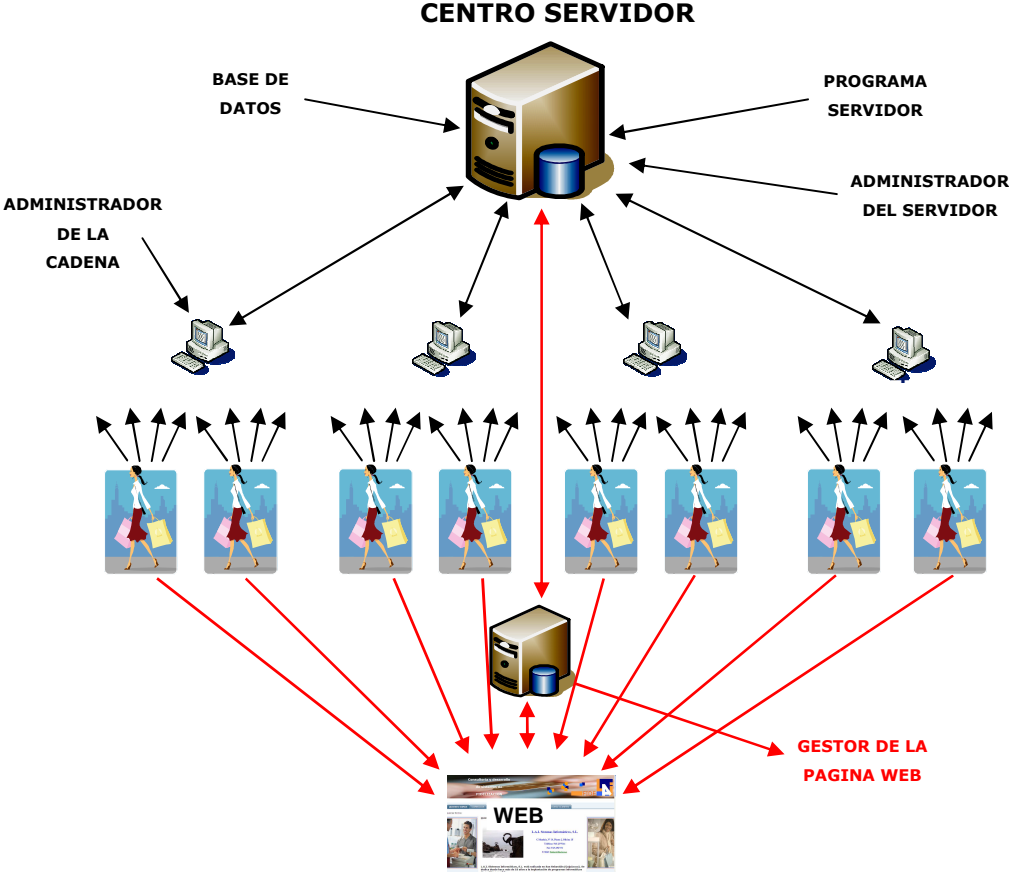 CENTRO SERVIDOR
BASE DE
DATOS
PROGRAMA
SERVIDOR
ADMINISTRADOR
DEL SERVIDOR
ADMINISTRADOR
DE LA
CADENA
GESTOR DE LA
PAGINA WEB
WEB